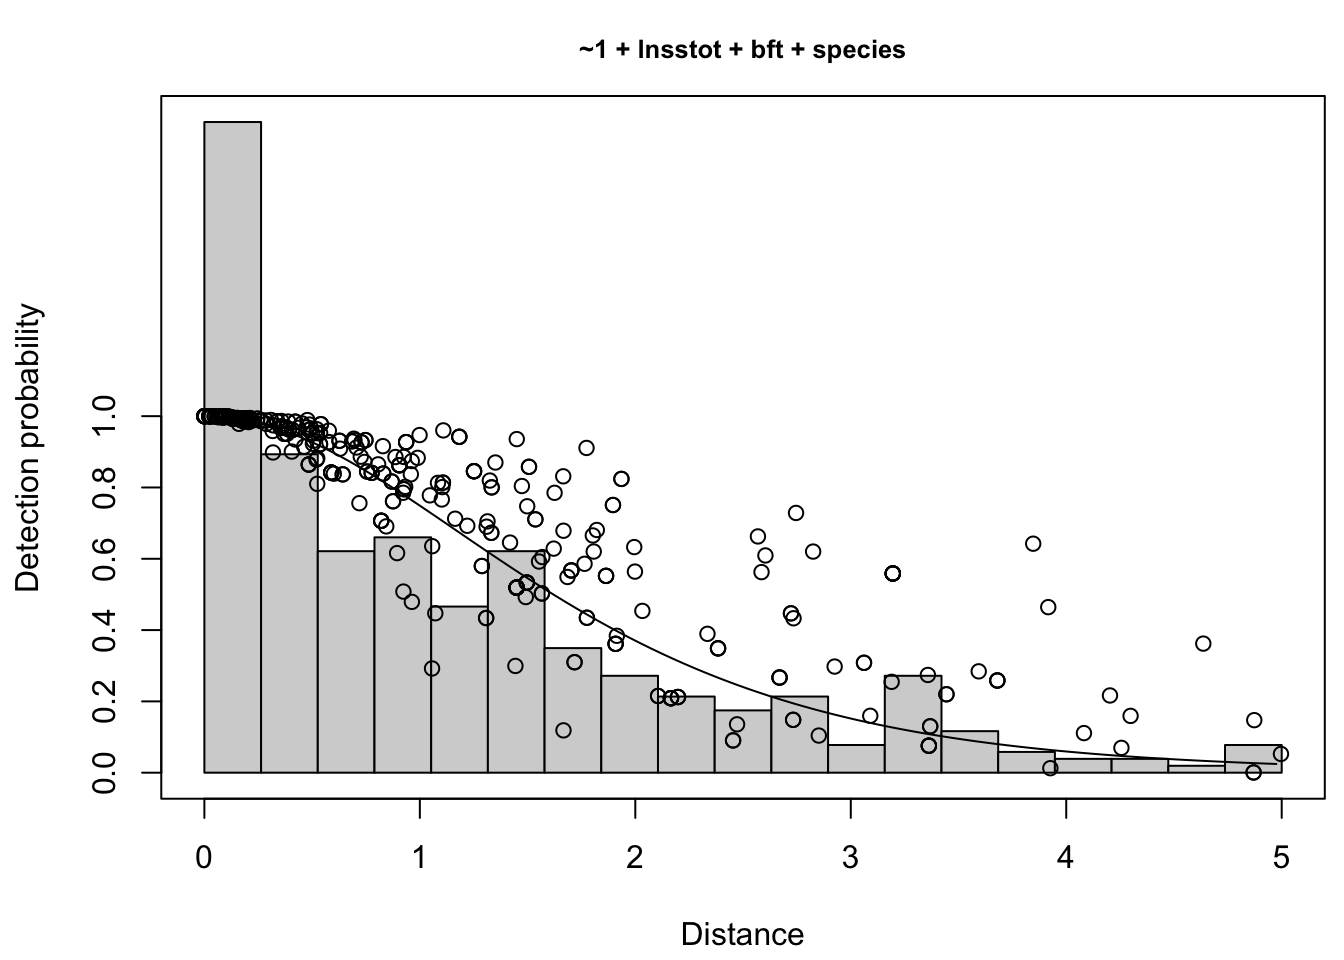 ~1 + lnsstot + bft + species
Detection probability
1.0
0.8
0.6
0.4
0.2
0.0
0 1 2 3 4 5
Distance